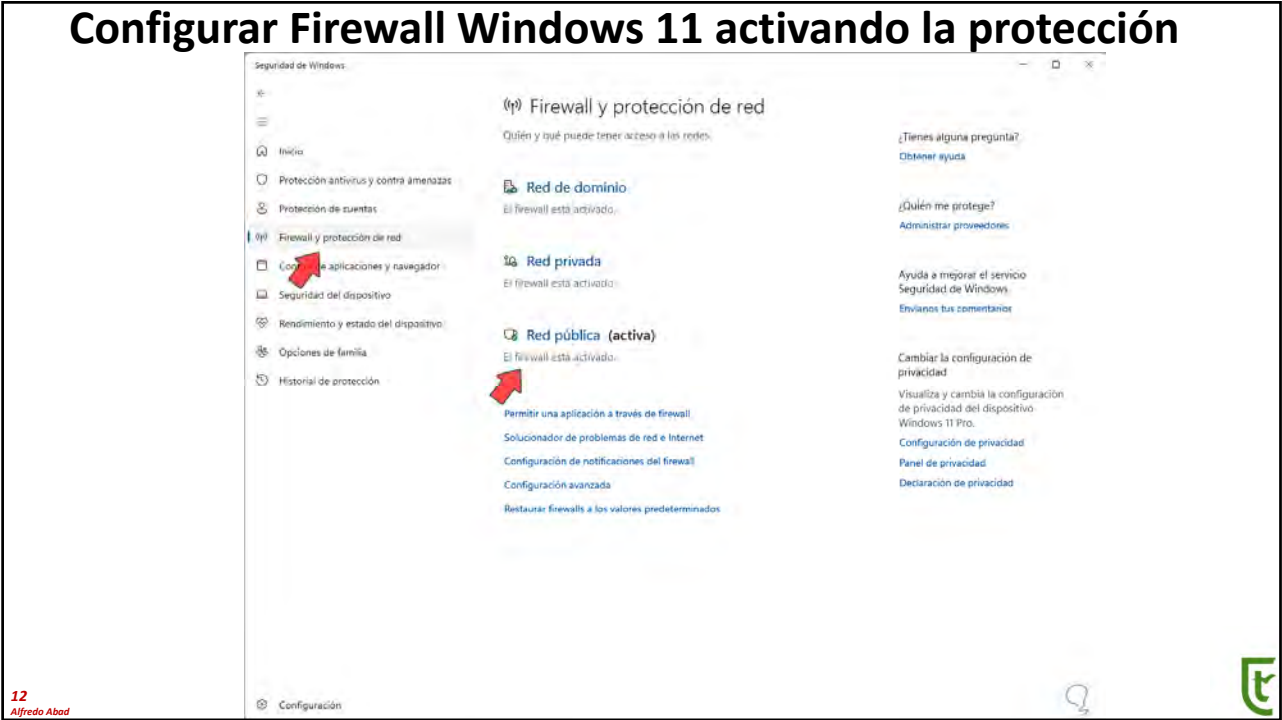 Configurar Firewall Windows 11 activando la protección
Seguridad de Windows
Inicio
Protección antivirus y contra amenazas
Protección de cuentas
Firewall y protección de red
aplicaciones y navegador
Seguridad del dispositivo
Rendimiento y estado del dispositivo
Opciones de familia
Historial de protección
Configuración
Firewall y protección de red
Quién y qué puede tener acceso a las redes.
Red de dominio
El firewall está activado.
Red privada
El firewall está activado.
Red pública (activa)
El firewall está activado.
Permitir una aplicación a través de firewall
Solucionador de problemas de red e Internet
Configuración de notificaciones del firewall
Configuración avanzada
Restaurar firewalls a los valores predeterminados
¿Tienes alguna pregunta?
Obtener ayuda
¿Quién me protege?
Administrar proveedores
Ayuda a mejorar el servicio
Seguridad de Windows
Envíanos tus comentarios
Cambiar la configuración de
privacidad
Visualiza y cambia la configuración
de privacidad del dispositivo
Windows 11 Pro.
Configuración de privacidad
Panel de privacidad
Declaración de privacidad
12
Alfredo Abad